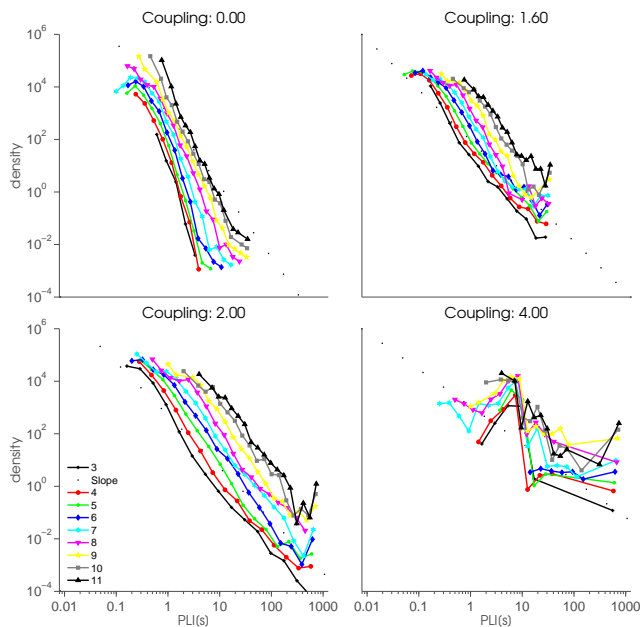 Coupling: 0.00
Coupling: 1.60
10^6
10^4
10^2
10^0
10^-2
10^-4
density
Coupling: 2.00
Coupling: 4.00
10^6
10^4
10^2
10^0
10^-2
10^-4
density
3
Slope
4
5
6
7
8
9
10
11
0.01 0.1 1 10 100 1000
0.01 0.1 1 10 100 1000
PLI(s)
PLI(s)